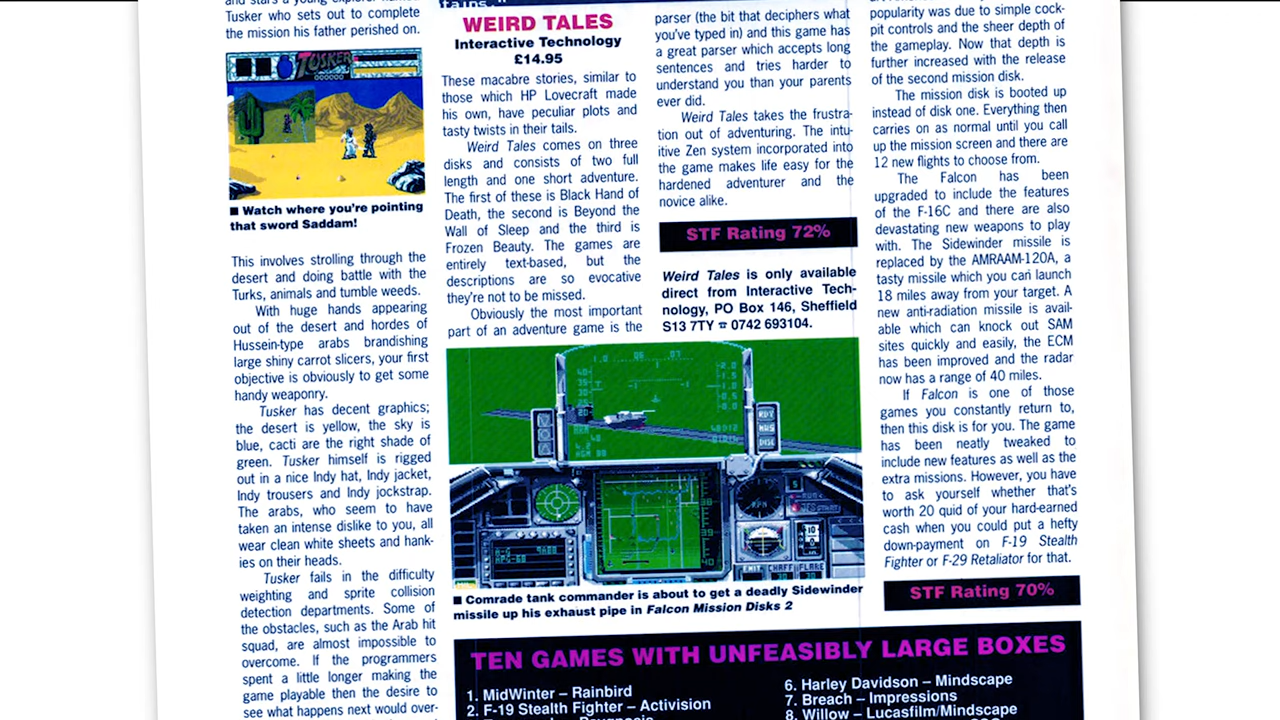 Tusker who sets out to complete
the mission his father perished on.
TUSKER
000000
■ Watch where you're pointing
that sword Saddam!
This involves strolling through the
desert and doing battle with the
Turks, animals and tumble weeds.
With huge hands appearing
out of the desert and hordes of
Hussein-type arabs brandishing
large shiny carrot slicers, your first
objective is obviously to get some
handy weaponry.
Tusker has decent graphics;
the desert is yellow, the sky is
blue, cacti are the right shade of
green. Tusker himself is rigged
out in a nice Indy hat, Indy jacket,
Indy trousers and Indy jockstrap.
The arabs, who seem to have
taken an intense dislike to you, all
wear clean white sheets and hank-
ies on their heads.
Tusker fails in the difficulty
weighting and sprite collision
detection departments. Some of
the obstacles, such as the Arab hit
squad, are almost impossible to
overcome. If the programmers
spent a little longer making the
game playable then the desire to
see what happens next would over-
tains."
WEIRD TALES
Interactive Technology
£14.95
These macabre stories, similar to
those which HP Lovecraft made
his own, have peculiar plots and
tasty twists in their tails.
Weird Tales comes on three
disks and consists of two full
length and one short adventure.
The first of these is Black Hand of
Death, the second is Beyond the
Wall of Sleep and the third is
Frozen Beauty. The games are
entirely text-based, but the
descriptions are so evocative
they're not to be missed.
Obviously the most important
part of an adventure game is the
parser (the bit that deciphers what
you've typed in) and this game has
a great parser which accepts long
sentences and tries harder to
understand you than your parents
ever did.
Weird Tales takes the frustra-
tion out of adventuring. The intu-
itive Zen system incorporated into
the game makes life easy for the
hardened adventurer and the
novice alike.
STF Rating 72%
Weird Tales is only available
direct from Interactive Tech-
nology, PO Box 146, Sheffield
S13 7TY ☎ 0742 693104.
■ Comrade tank commander is about to get a deadly Sidewinder
missile up his exhaust pipe in Falcon Mission Disks 2
popularity was due to simple cock-
pit controls and the sheer depth of
the gameplay. Now that depth is
further increased with the release
of the second mission disk.
The mission disk is booted up
instead of disk one. Everything then
carries on as normal until you call
up the mission screen and there are
12 new flights to choose from.
The Falcon has been
upgraded to include the features
of the F-16C and there are also
devastating new weapons to play
with. The Sidewinder missile is
replaced by the AMRAAM-120A, a
tasty missile which you can launch
18 miles away from your target. A
new anti-radiation missile is avail-
able which can knock out SAM
sites quickly and easily, the ECM
has been improved and the radar
now has a range of 40 miles.
If Falcon is one of those
games you constantly return to,
then this disk is for you. The game
has been neatly tweaked to
include new features as well as the
extra missions. However, you have
to ask yourself whether that's
worth 20 quid of your hard-earned
cash when you could put a hefty
down-payment on F-19 Stealth
Fighter or F-29 Retaliator for that.
STF Rating 70%
TEN GAMES WITH UNFEASIBLY LARGE BOXES
1. MidWinter – Rainbird
2. F-19 Stealth Fighter – Activision
6. Harley Davidson – Mindscape
7. Breach – Impressions
8. Willow – Lucasfilm/Mindscape